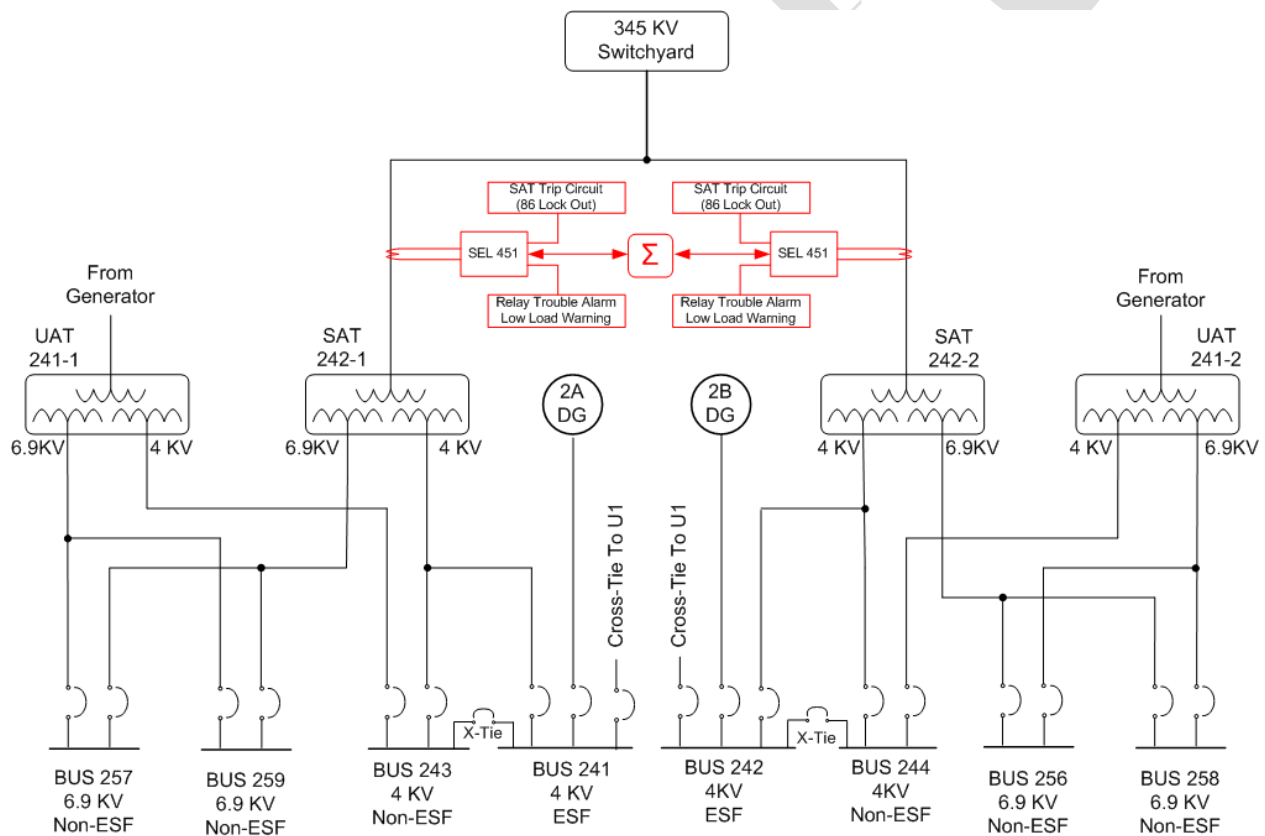 345 KV
Switchyard
SAT Trip Circuit
(86 Lock Out)
SAT Trip Circuit
(86 Lock Out)
SEL 451
Σ
SEL 451
Relay Trouble Alarm
Low Load Warning
Relay Trouble Alarm
Low Load Warning
From
Generator
From
Generator
UAT
241-1
SAT
242-1
SAT
242-2
UAT
241-2
2A
DG
2B
DG
6.9KV
4 KV
6.9KV
4 KV
4 KV
6.9KV
4 KV
6.9KV
Cross-Tie To U1
Cross-Tie To U1
X-Tie
X-Tie
BUS 257
6.9 KV
Non-ESF
BUS 259
6.9 KV
Non-ESF
BUS 243
4 KV
Non-ESF
BUS 241
4 KV
ESF
BUS 242
4KV
ESF
BUS 244
4KV
Non-ESF
BUS 256
6.9 KV
Non-ESF
BUS 258
6.9 KV
Non-ESF